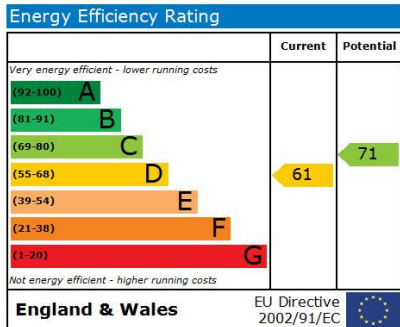 Energy Efficiency Rating
Current Potential
Very energy efficient - lower running costs
(92-100) A
(81-91) B
(69-80) C
71
(55-68) D
61
(39-54) E
(21-38) F
(1-20) G
Not energy efficient - higher running costs
England & Wales
EU Directive
2002/91/EC